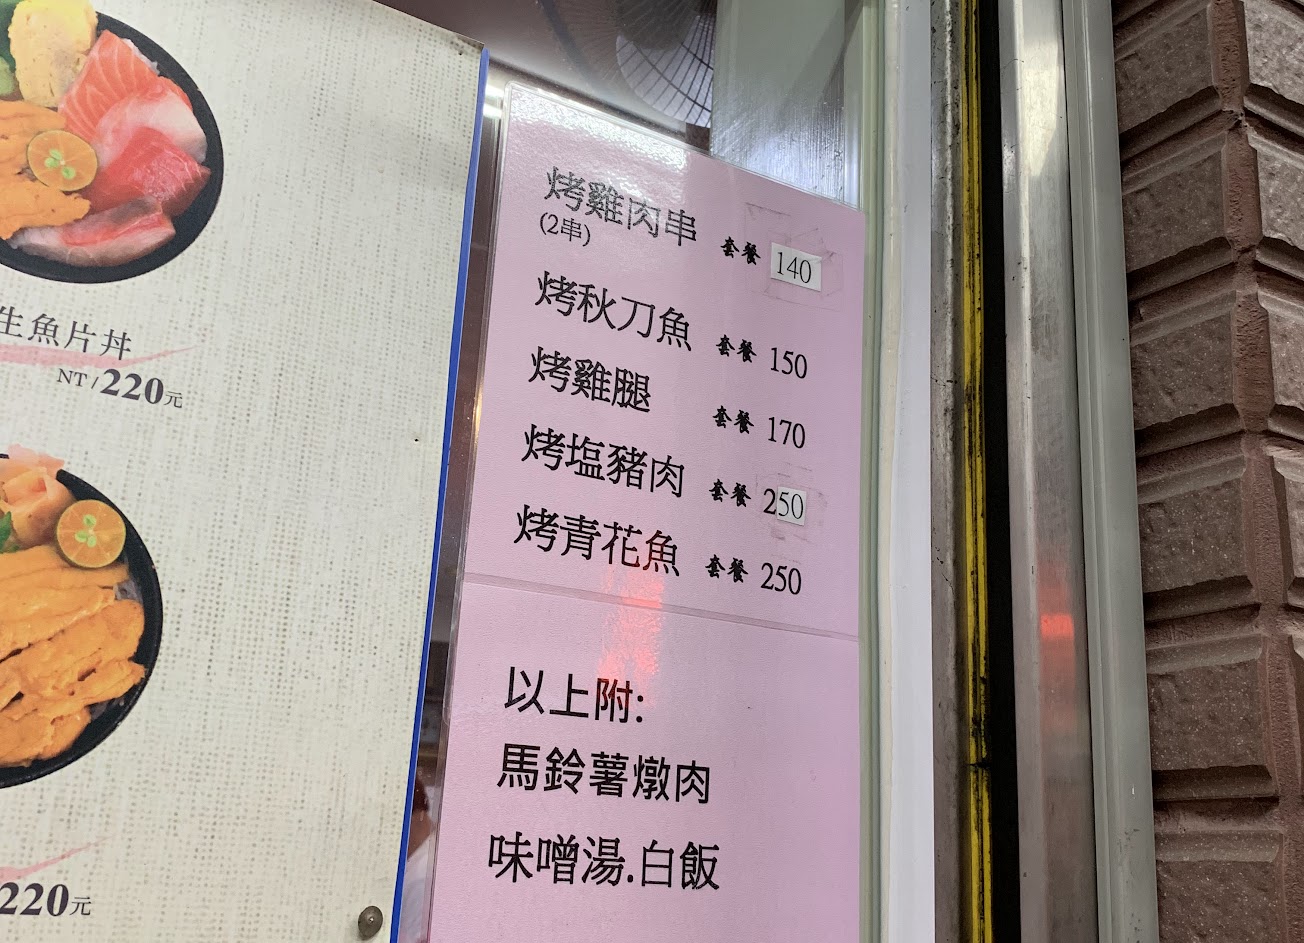 生魚片丼
NT/220元
220元
烤雞肉串 套餐 140
(2串)
烤秋刀魚 套餐 150
烤雞腿 套餐 170
烤塩豬肉 套餐 250
烤青花魚 套餐 250
以上附:
馬鈴薯燉肉
味噌湯.白飯